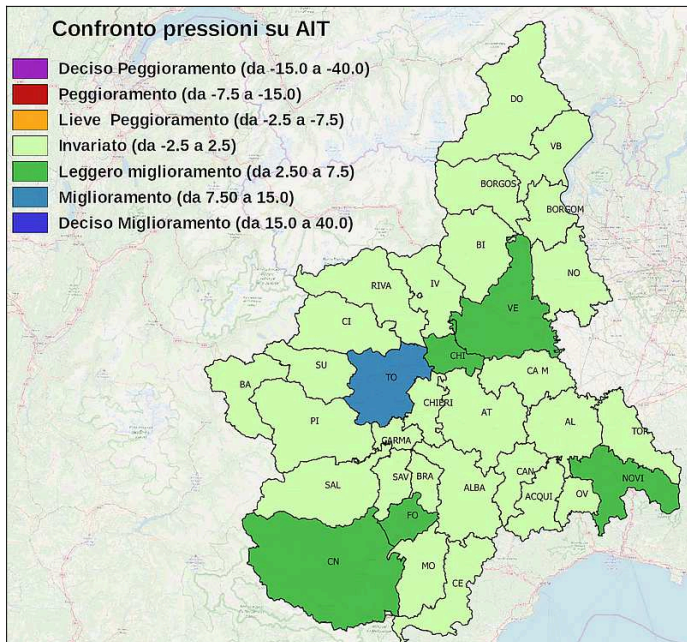 Confronto pressioni su AIT
Deciso Peggioramento (da -15.0 a -40.0)
Peggioramento (da -7.5 a -15.0)
Lieve Peggioramento (da -2.5 a -7.5)
Invariato (da -2.5 a 2.5)
Leggero miglioramento (da 2.50 a 7.5)
Miglioramento (da 7.50 a 15.0)
Deciso Miglioramento (da 15.0 a 40.0)
DO
VB
BORGOS
BORGOM
BI
NO
RIVA
IV
VE
CI
CHI
SU
TO
CA M
BA
CHIERI
AT
PI
AL
TOR
CARMA
SAL
SAV
BRA
ALBA
CAN
ACQUI
OV
NOVI
FO
CN
MO
CE